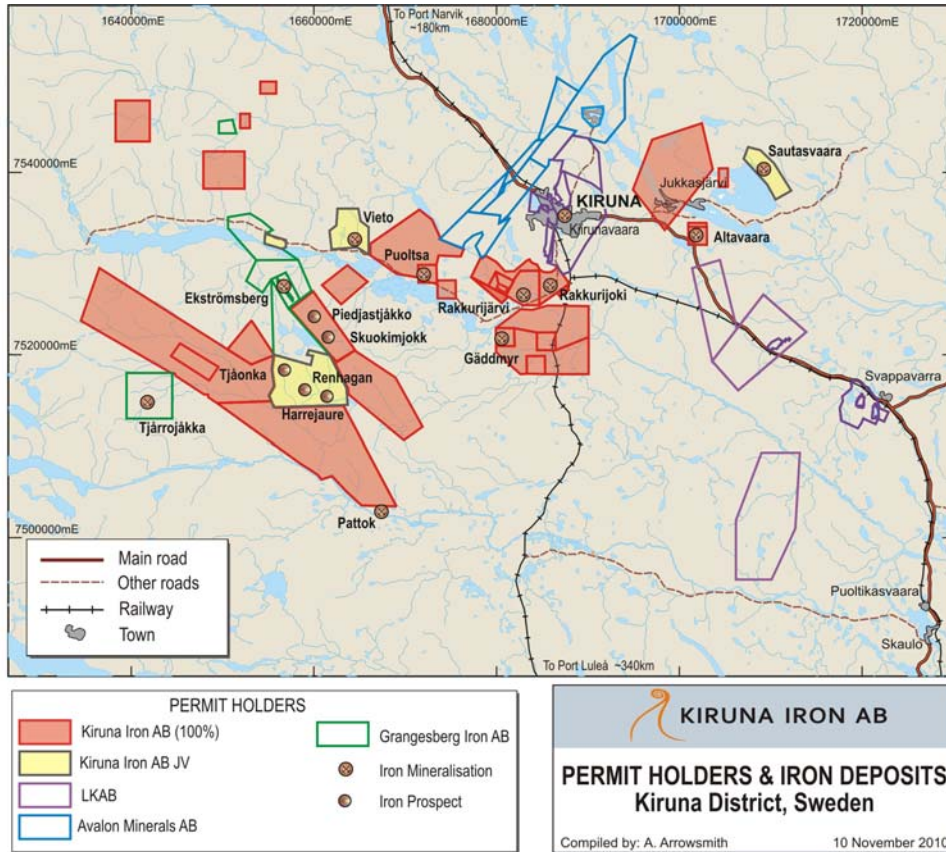 1640000mE
1660000mE
1680000mE
1700000mE
1720000mE
To Port Narvik
~180km
7540000mE
Sautasvaara
Jukkasjärvi
KIRUNA
Kirunavaara
Vieto
Altavaara
Puoltsa
Ekströmsberg
Rakkurijärvi
Rakkurijoki
Piedjastjåkko
Skuokimjokk
7520000mE
Gäddmyr
Tjåonka
Renhagan
Svappavarra
Harrejaure
Tjårrojåkka
Pattok
7500000mE
Main road
Other roads
Railway
Town
Puoltikasvaara
Skaulo
To Port Luleå ~340km
PERMIT HOLDERS
Kiruna Iron AB (100%)
Kiruna Iron AB JV
LKAB
Avalon Minerals AB
Grangesberg Iron AB
Iron Mineralisation
Iron Prospect
KIRUNA IRON AB
PERMIT HOLDERS & IRON DEPOSITS
Kiruna District, Sweden
Compiled by: A. Arrowsmith
10 November 2010